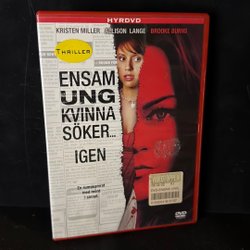 HYRDVD
KRISTEN MILLER ALLISON LANGE BROOKE BURNS
THRILLER
ENSAM
UNG
KVINNA
SÖKER...
IGEN
DVD